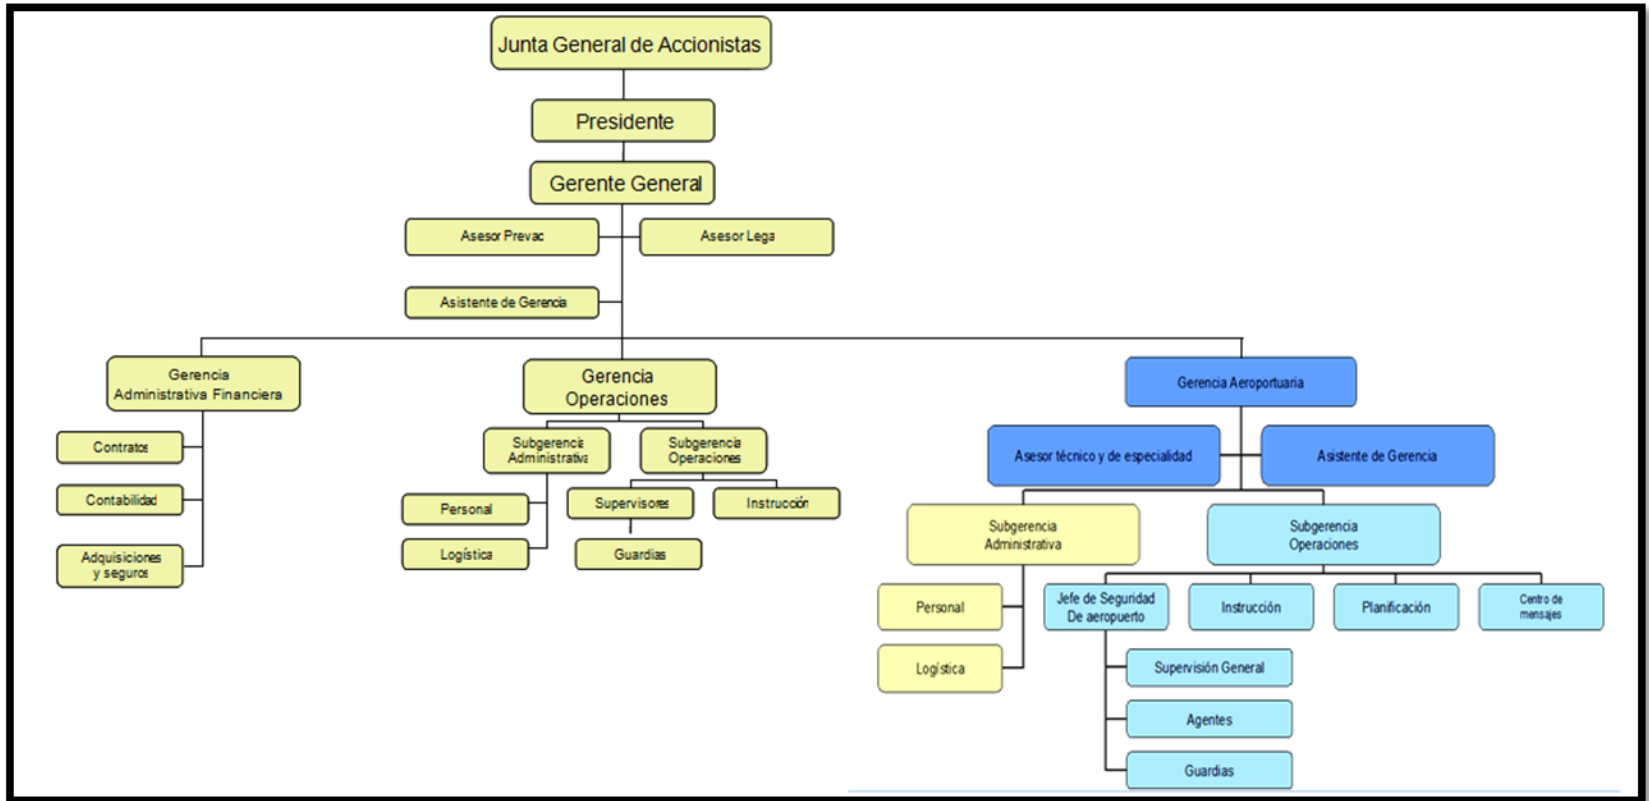 Junta General de Accionistas
Presidente
Gerente General
Asesor Prevac
Asesor Lega
Asistente de Gerencia
Gerencia
Administrativa Financiera
Contratos
Contabilidad
Adquisiciones
y seguros
Gerencia
Operaciones
Subgerencia
Administrativa
Personal
Logística
Subgerencia
Operaciones
Supervisores
Instrucción
Guardias
Gerencia Aeroportuaria
Asesor técnico y de especialidad
Asistente de Gerencia
Subgerencia
Administrativa
Personal
Logística
Subgerencia
Operaciones
Jefe de Seguridad
De aeropuerto
Instrucción
Planificación
Centro de
mensajes
Supervisión General
Agentes
Guardias